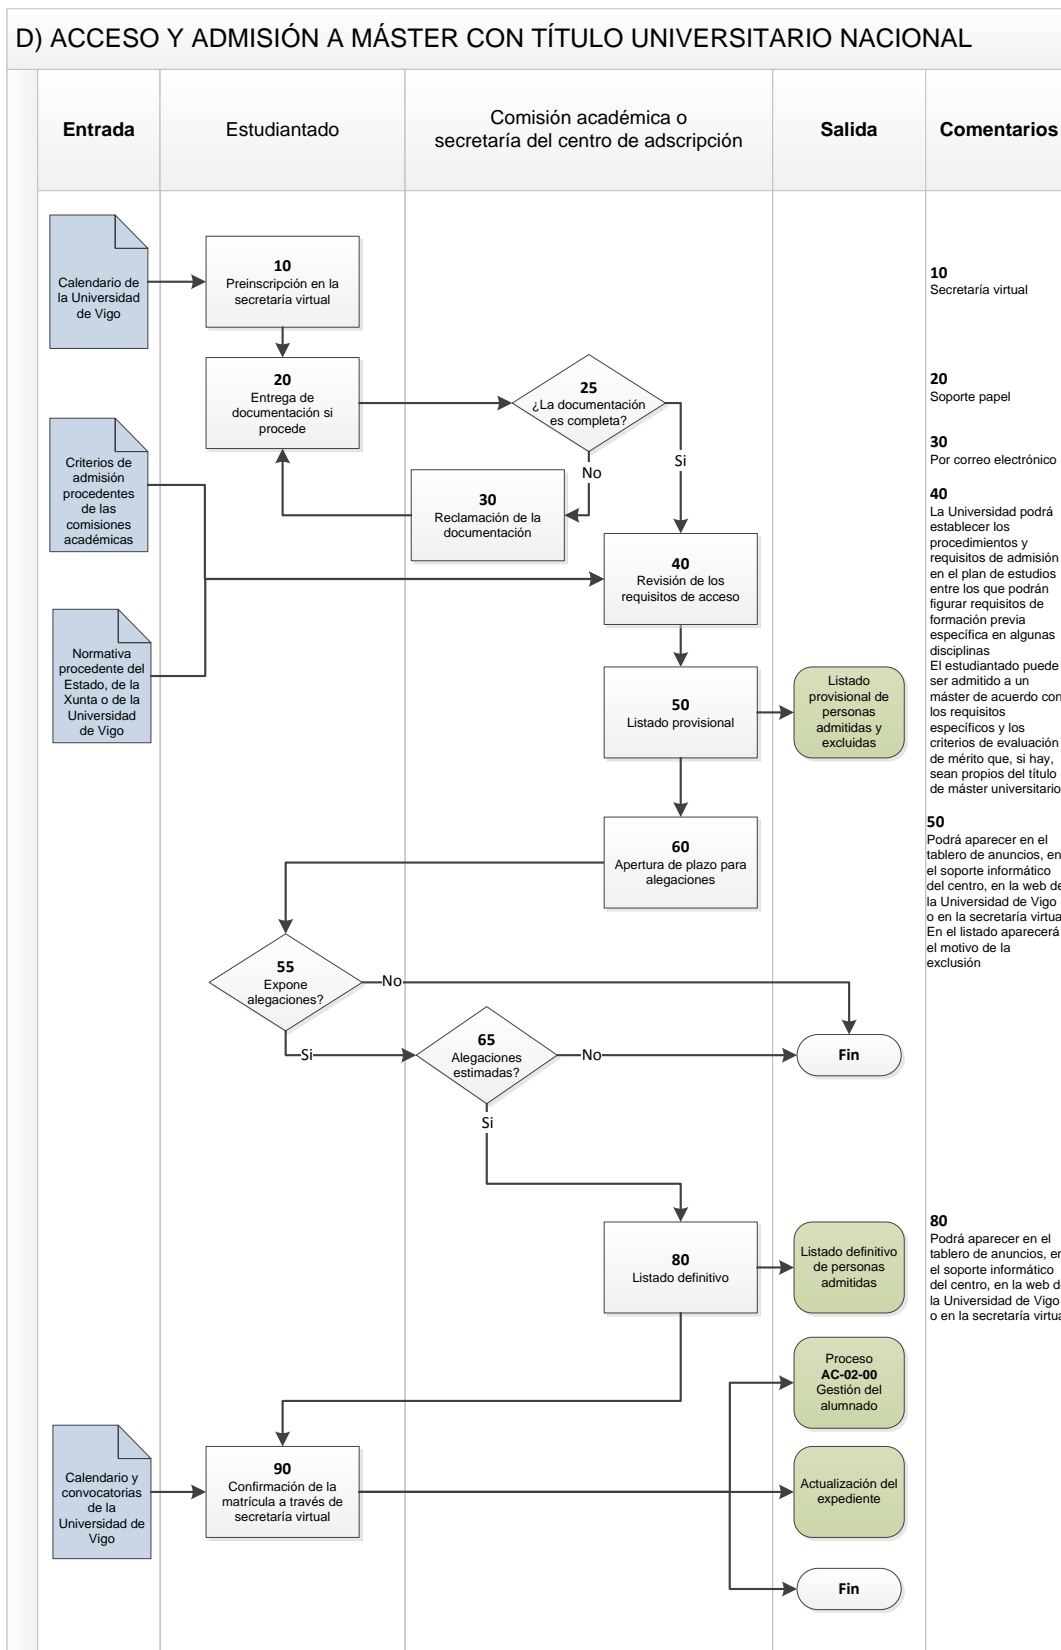 D) ACCESO Y ADMISIÓN A MÁSTER CON TÍTULO UNIVERSITARIO NACIONAL
Entrada
Estudiantado
Comisión académica o
secretaría del centro de adscripción
Salida
Comentarios
Calendario de
la Universidad
de Vigo
10
Preinscripción en la
secretaría virtual
10
Secretaría virtual
20
Entrega de
documentación si
procede
25
¿La documentación
es completa?
20
Soporte papel
Si
No
30
Por correo electrónico
Criterios de
admisión
procedentes
de las
comisiones
académicas
30
Reclamación de la
documentación
40
Revisión de los
requisitos de acceso
40
La Universidad podrá
establecer los
procedimientos y
requisitos de admisión
en el plan de estudios
entre los que podrán
figurar requisitos de
formación previa
específica en algunas
disciplinas
El estudiantado puede
ser admitido a un
máster de acuerdo con
los requisitos
específicos y los
criterios de evaluación
de mérito que, si hay,
sean propios del título
de máster universitario
Normativa
procedente del
Estado, de la
Xunta o de la
Universidad
de Vigo
50
Listado provisional
Listado
provisional de
personas
admitidas y
excluidas
60
Apertura de plazo para
alegaciones
50
Podrá aparecer en el
tablero de anuncios, en
el soporte informático
del centro, en la web de
la Universidad de Vigo
o en la secretaría virtua
En el listado aparecerá
el motivo de la
exclusión
55
Expone
alegaciones?
No
Si
65
Alegaciones
estimadas?
No
Fin
Si
80
Listado definitivo
Listado definitivo
de personas
admitidas
80
Podrá aparecer en el
tablero de anuncios, en
el soporte informático
del centro, en la web d
la Universidad de Vigo
o en la secretaría virtua
Proceso
AC-02-00
Gestión del
alumnado
Calendario y
convocatorias
de la
Universidad de
Vigo
90
Confirmación de la
matrícula a través de
secretaría virtual
Actualización del
expediente
Fin